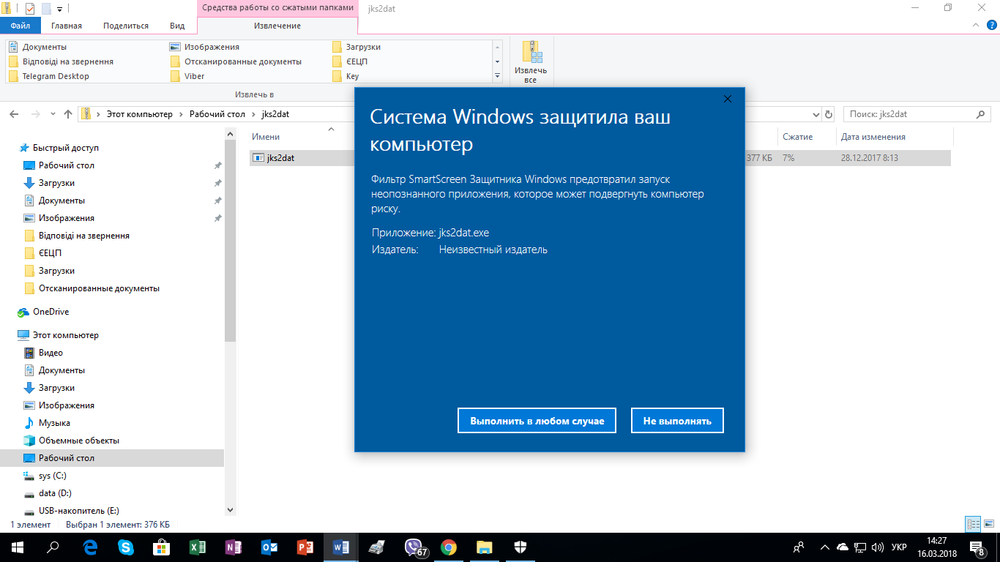 Средства работы со сжатыми папками
jks2dat
Файл
Главная
Поделиться
Вид
Извлечение
Документы
Изображения
Загрузки
Відповіді на звернення
Отсканированные документы
ЄЕЦП
Telegram Desktop
Viber
Key
Извлечь
все
Извлечь в
Этот компьютер
Рабочий стол
jks2dat
Поиск: jks2dat
Имени
Сжатие
Дата изменения
jks2dat
377 КБ
7%
28.12.2017 8:13
Быстрый доступ
Рабочий стол
Загрузки
Документы
Изображения
Відповіді на звернення
ЄЕЦП
Загрузки
Отсканированные документы
OneDrive
Этот компьютер
Видео
Документы
Загрузки
Изображения
Музыка
Объемные объекты
Рабочий стол
sys (C:)
data (D:)
USB-накопитель (E:)
Система Windows защитила ваш
компьютер
Фильтр SmartScreen Защитника Windows предотвратил запуск
неопознанного приложения, которое может подвергнуть компьютер
риску.
Приложение: jks2dat.exe
Издатель: Неизвестный издатель
Выполнить в любом случае
Не выполнять
1 элемент
Выбран 1 элемент: 376 КБ
67
УКР
14:27
16.03.2018
8